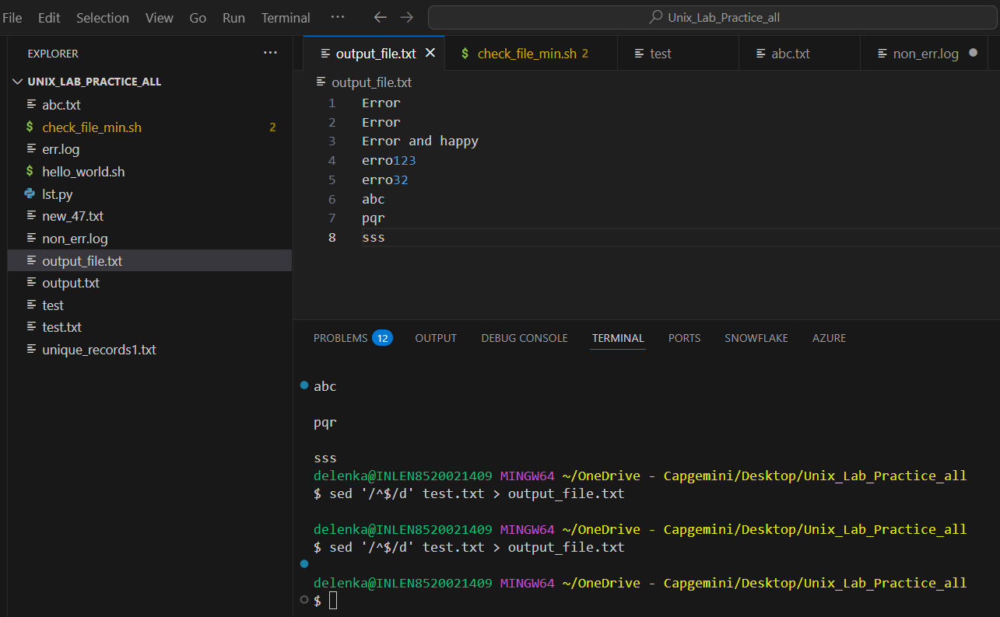 File Edit Selection View Go Run Terminal ··· Unix_Lab_Practice_all
EXPLORER ···
UNIX_LAB_PRACTICE_ALL
abc.txt
$ check_file_min.sh 2
err.log
$ hello_world.sh
lst.py
new_47.txt
non_err.log
output_file.txt
output.txt
test
test.txt
unique_records1.txt
output_file.txt $ check_file_min.sh 2 test abc.txt non_err.log
output_file.txt
1 Error
2 Error
3 Error and happy
4 erro123
5 erro32
6 abc
7 pqr
8 sss
PROBLEMS 12 OUTPUT DEBUG CONSOLE TERMINAL PORTS SNOWFLAKE AZURE
abc
pqr
sss
delenka@INLEN8520021409 MINGW64 ~/OneDrive - Capgemini/Desktop/Unix_Lab_Practice_all
$ sed '/^$/d' test.txt > output_file.txt
delenka@INLEN8520021409 MINGW64 ~/OneDrive - Capgemini/Desktop/Unix_Lab_Practice_all
$ sed '/^$/d' test.txt > output_file.txt
delenka@INLEN8520021409 MINGW64 ~/OneDrive - Capgemini/Desktop/Unix_Lab_Practice_all
$